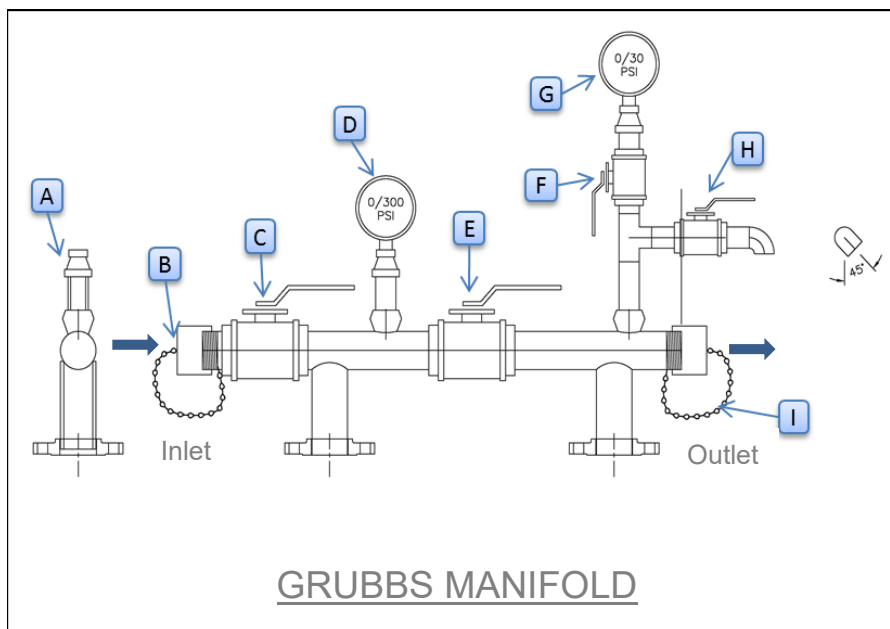 0/30
PSI
G
D
H
F
A
0/300
PSI
E
C
B
45°
I
Inlet
Outlet
GRUBBS MANIFOLD